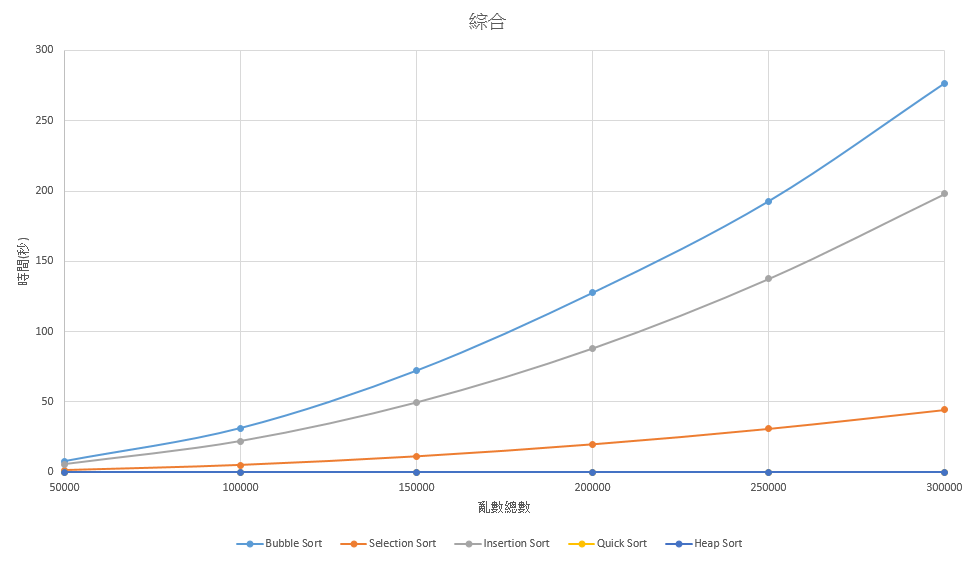 綜合
300
250
200
150
100
50
0
時間(秒)
50000 100000 150000 200000 250000 300000
亂數總數
Bubble Sort Selection Sort Insertion Sort Quick Sort Heap Sort